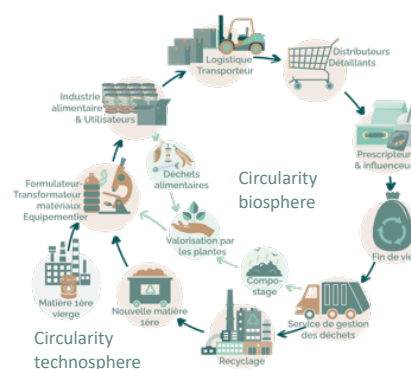 Logistique
Transporteur
Distributeurs
Détaillants
Industrie
alimentaire
& Utilisateurs
Prescripteur
& influenceur
Déchets
alimentaires
Circularity
biosphere
Formulateur-
Transformateur
matériaux
Equipementier
Valorisation par
les plantes
Fin de vie
Compo-
stage
Matière 1ère
vierge
Nouvelle matière
1ère
Service de gestion
des déchets
Circularity
technosphere
Recyclage